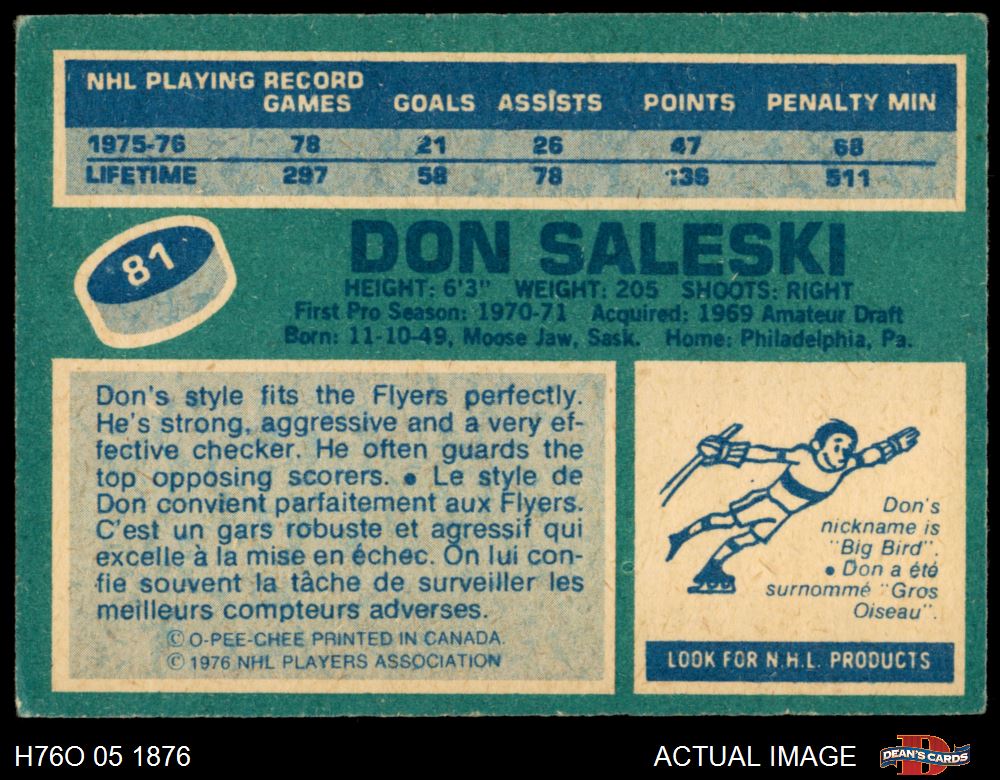 NHL PLAYING RECORD
GAMES GOALS ASSISTS POINTS PENALTY MIN
1975-76 78 21 26 47 68
LIFETIME 297 58 78 136 511
81
DON SALESKI
HEIGHT: 6'3" WEIGHT: 205 SHOOTS: RIGHT
First Pro Season: 1970-71 Acquired: 1969 Amateur Draft
Born: 11-10-49, Moose Jaw, Sask. Home: Philadelphia, Pa.
Don's style fits the Flyers perfectly.
He's strong, aggressive and a very ef-
fective checker. He often guards the
top opposing scorers. • Le style de
Don convient parfaitement aux Flyers.
C'est un gars robuste et agressif qui
excelle à la mise en échec. On lui con-
fie souvent la tâche de surveiller les
meilleurs compteurs adverses.
© O-PEE-CHEE PRINTED IN CANADA.
© 1976 NHL PLAYERS ASSOCIATION
Don's
nickname is
"Big Bird".
• Don a été
surnommé "Gros
Oiseau".
LOOK FOR N.H.L. PRODUCTS
H76O 05 1876
ACTUAL IMAGE
DEAN'S CARDS